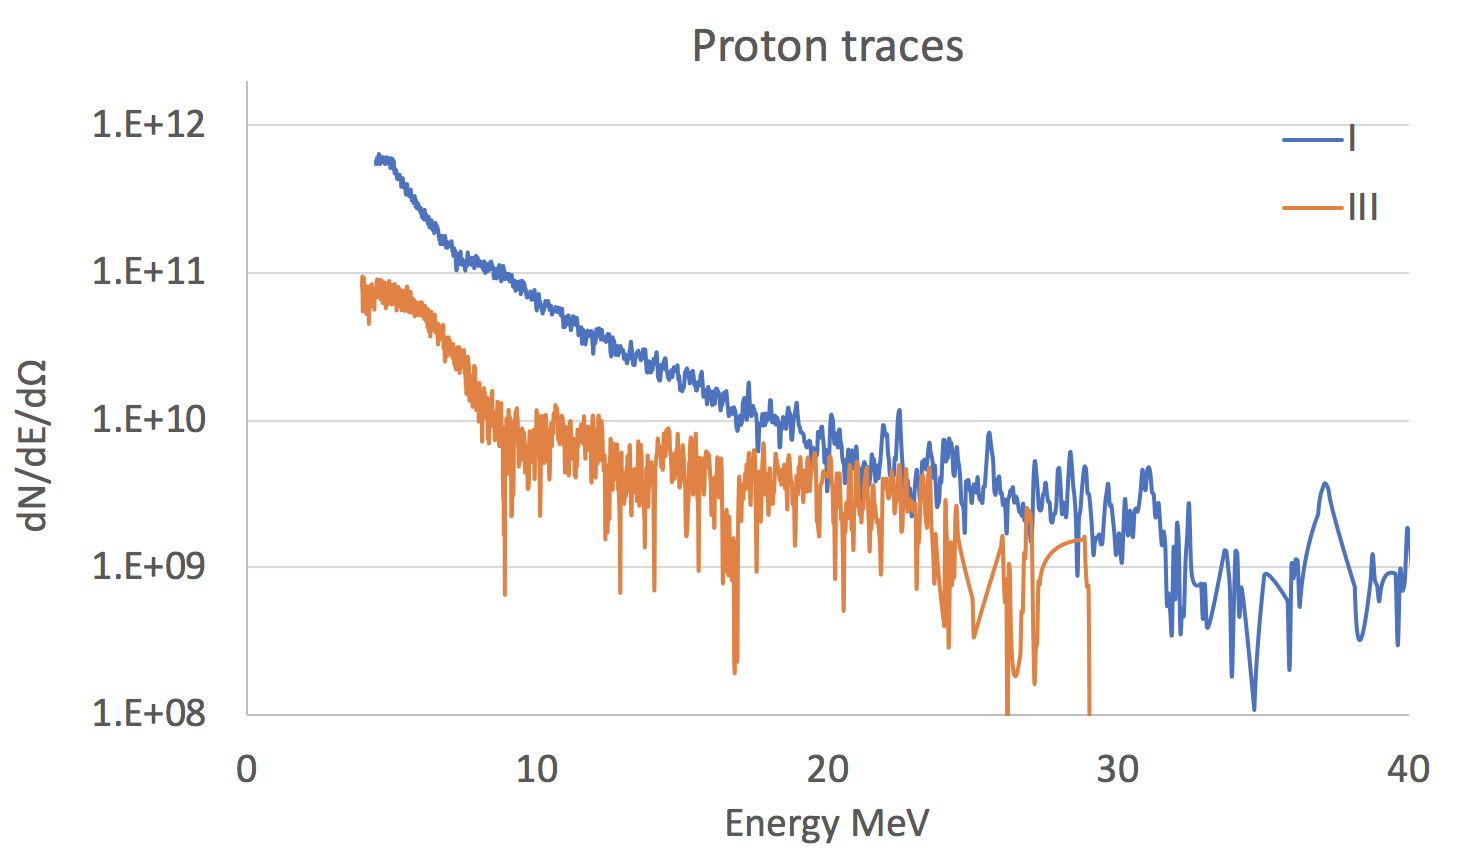 Proton traces
1.E+12
1.E+11
1.E+10
1.E+09
1.E+08
dN/dE/dΩ
I
III
0 10 20 30 40
Energy MeV